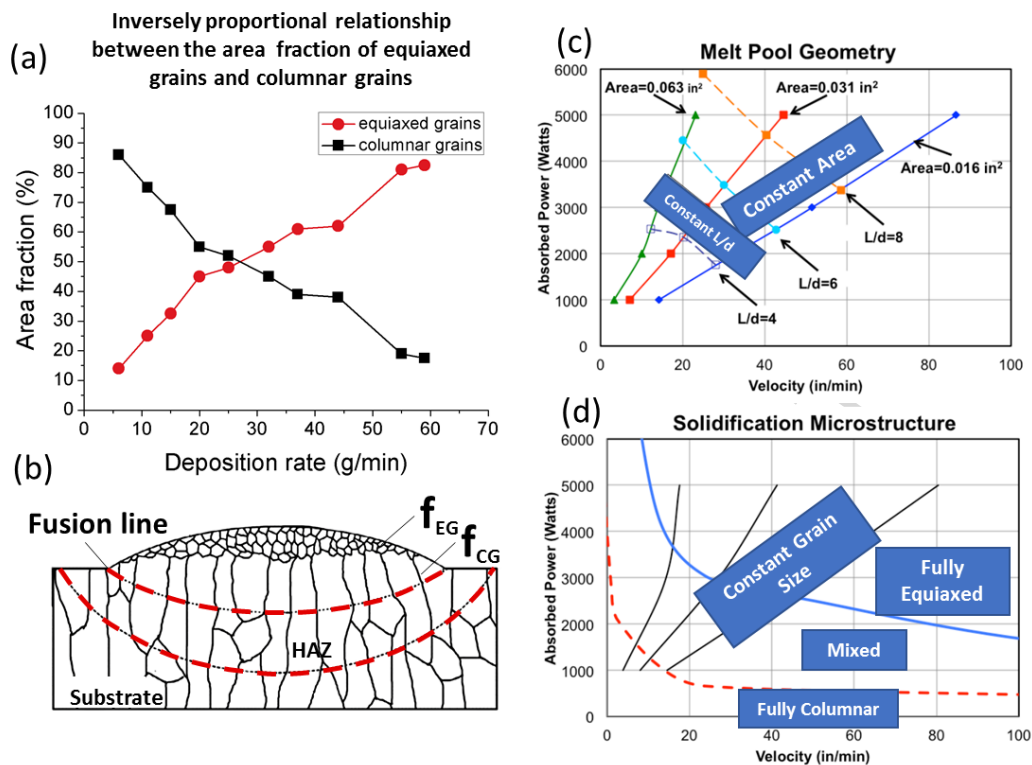 (a)
Inversely proportional relationship
between the area fraction of equiaxed
grains and columnar grains
100
90
80
70
60
50
40
30
20
10
0
Area fraction (%)
equiaxed grains
columnar grains
0 10 20 30 40 50 60 70
Deposition rate (g/min)
(b)
Fusion line
fEG
fCG
HAZ
Substrate
(c)
Melt Pool Geometry
6000
5000
4000
3000
2000
1000
0
Absorbed Power (Watts)
Area=0.063 in²
Area=0.031 in²
Area=0.016 in²
Constant Area
Constant L/d
L/d=8
L/d=6
L/d=4
0 20 40 60 80 100
Velocity (in/min)
(d)
Solidification Microstructure
6000
5000
4000
3000
2000
1000
0
Absorbed Power (Watts)
Constant Grain
Size
Fully
Equiaxed
Mixed
Fully Columnar
0 20 40 60 80 100
Velocity (in/min)